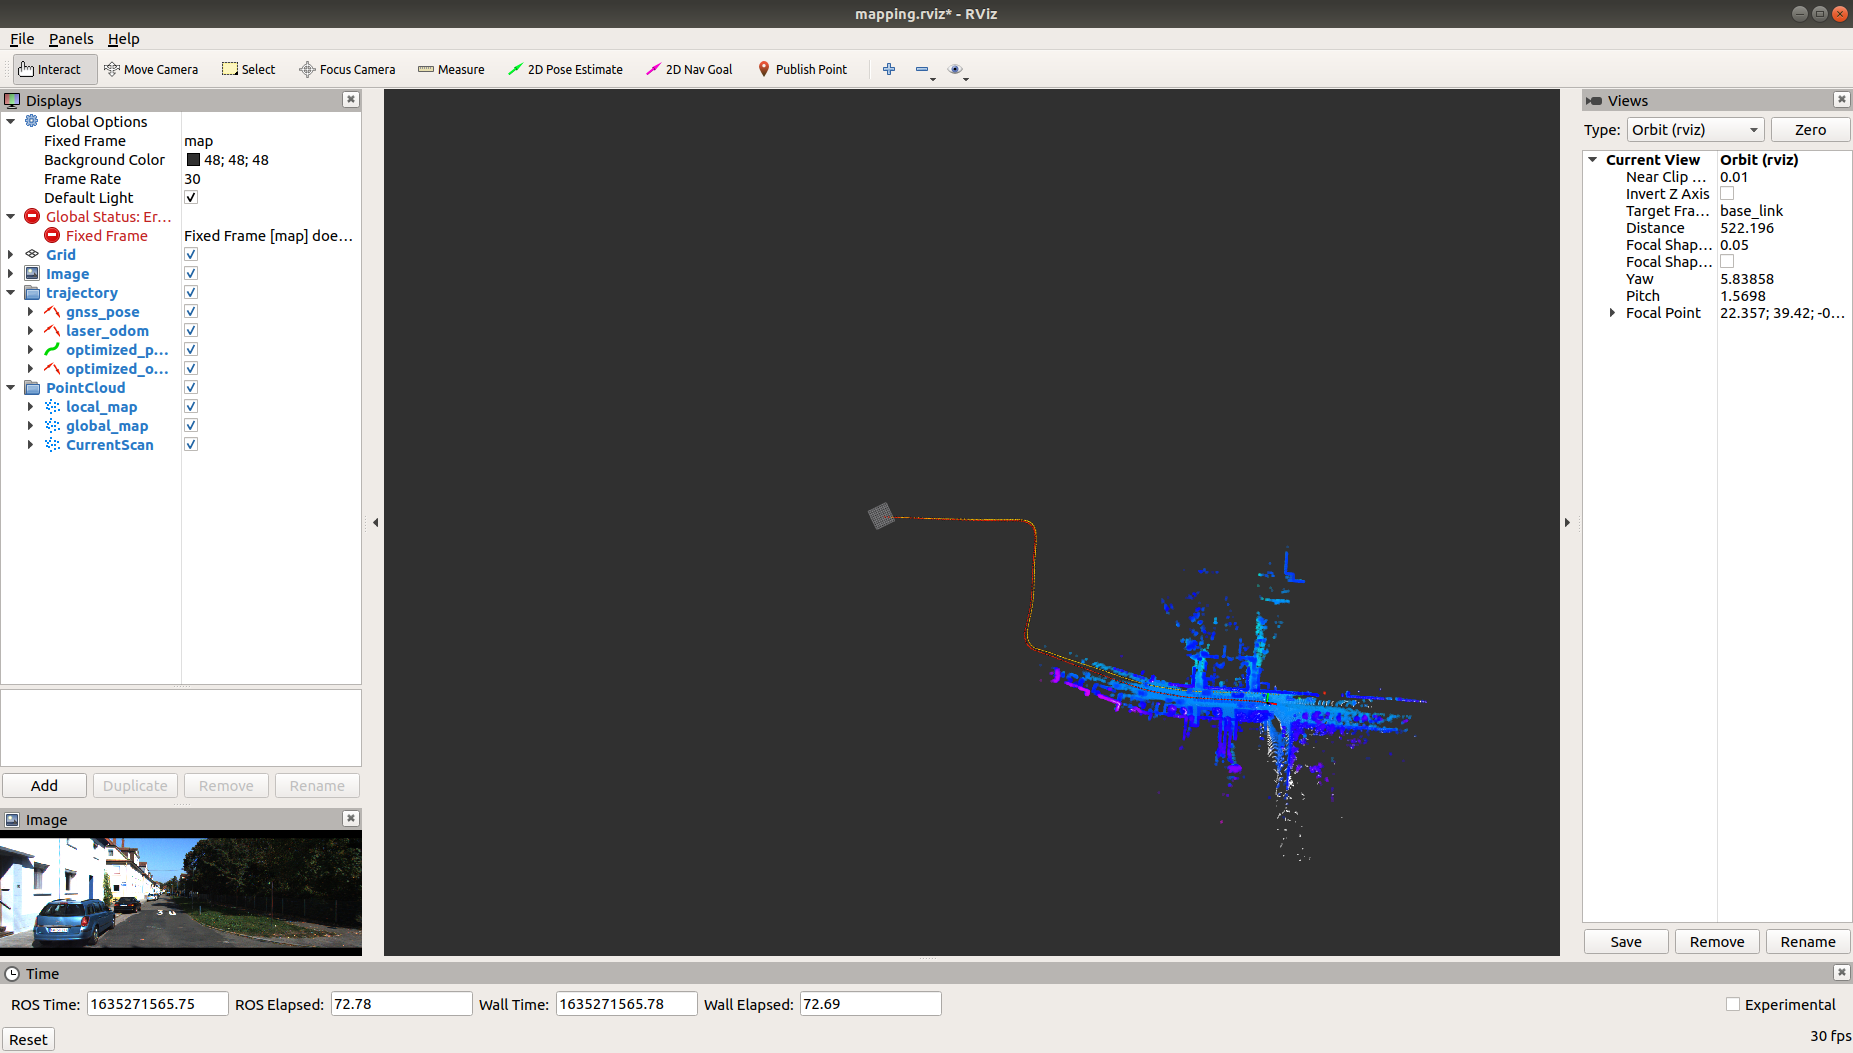 mapping.rviz* - RViz
File Panels Help
Interact Move Camera Select Focus Camera Measure 2D Pose Estimate 2D Nav Goal Publish Point
Displays
Global Options
Fixed Frame map
Background Color 48; 48; 48
Frame Rate 30
Default Light
Global Status: Er...
Fixed Frame Fixed Frame [map] doe...
Grid
Image
trajectory
gnss_pose
laser_odom
optimized_p...
optimized_o...
PointCloud
local_map
global_map
CurrentScan
Add Duplicate Remove Rename
Image
Views
Type: Orbit (rviz) Zero
Current View Orbit (rviz)
Near Clip ... 0.01
Invert Z Axis
Target Fra... base_link
Distance 522.196
Focal Shap... 0.05
Focal Shap...
Yaw 5.83858
Pitch 1.5698
Focal Point 22.357; 39.42; -0...
Save Remove Rename
Time
ROS Time: 1635271565.75 ROS Elapsed: 72.78 Wall Time: 1635271565.78 Wall Elapsed: 72.69 Experimental
Reset 30 fps